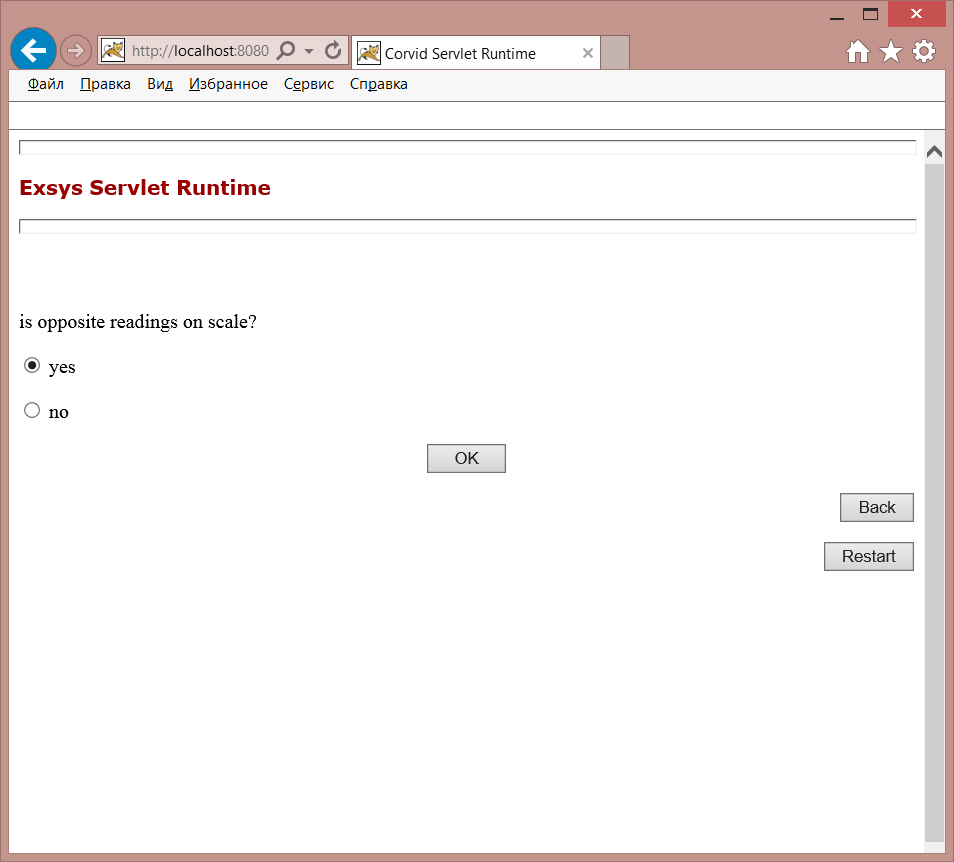 http://localhost:8080
Corvid Servlet Runtime
Файл Правка Вид Избранное Сервис Справка
Exsys Servlet Runtime
is opposite readings on scale?
yes
no
OK
Back
Restart